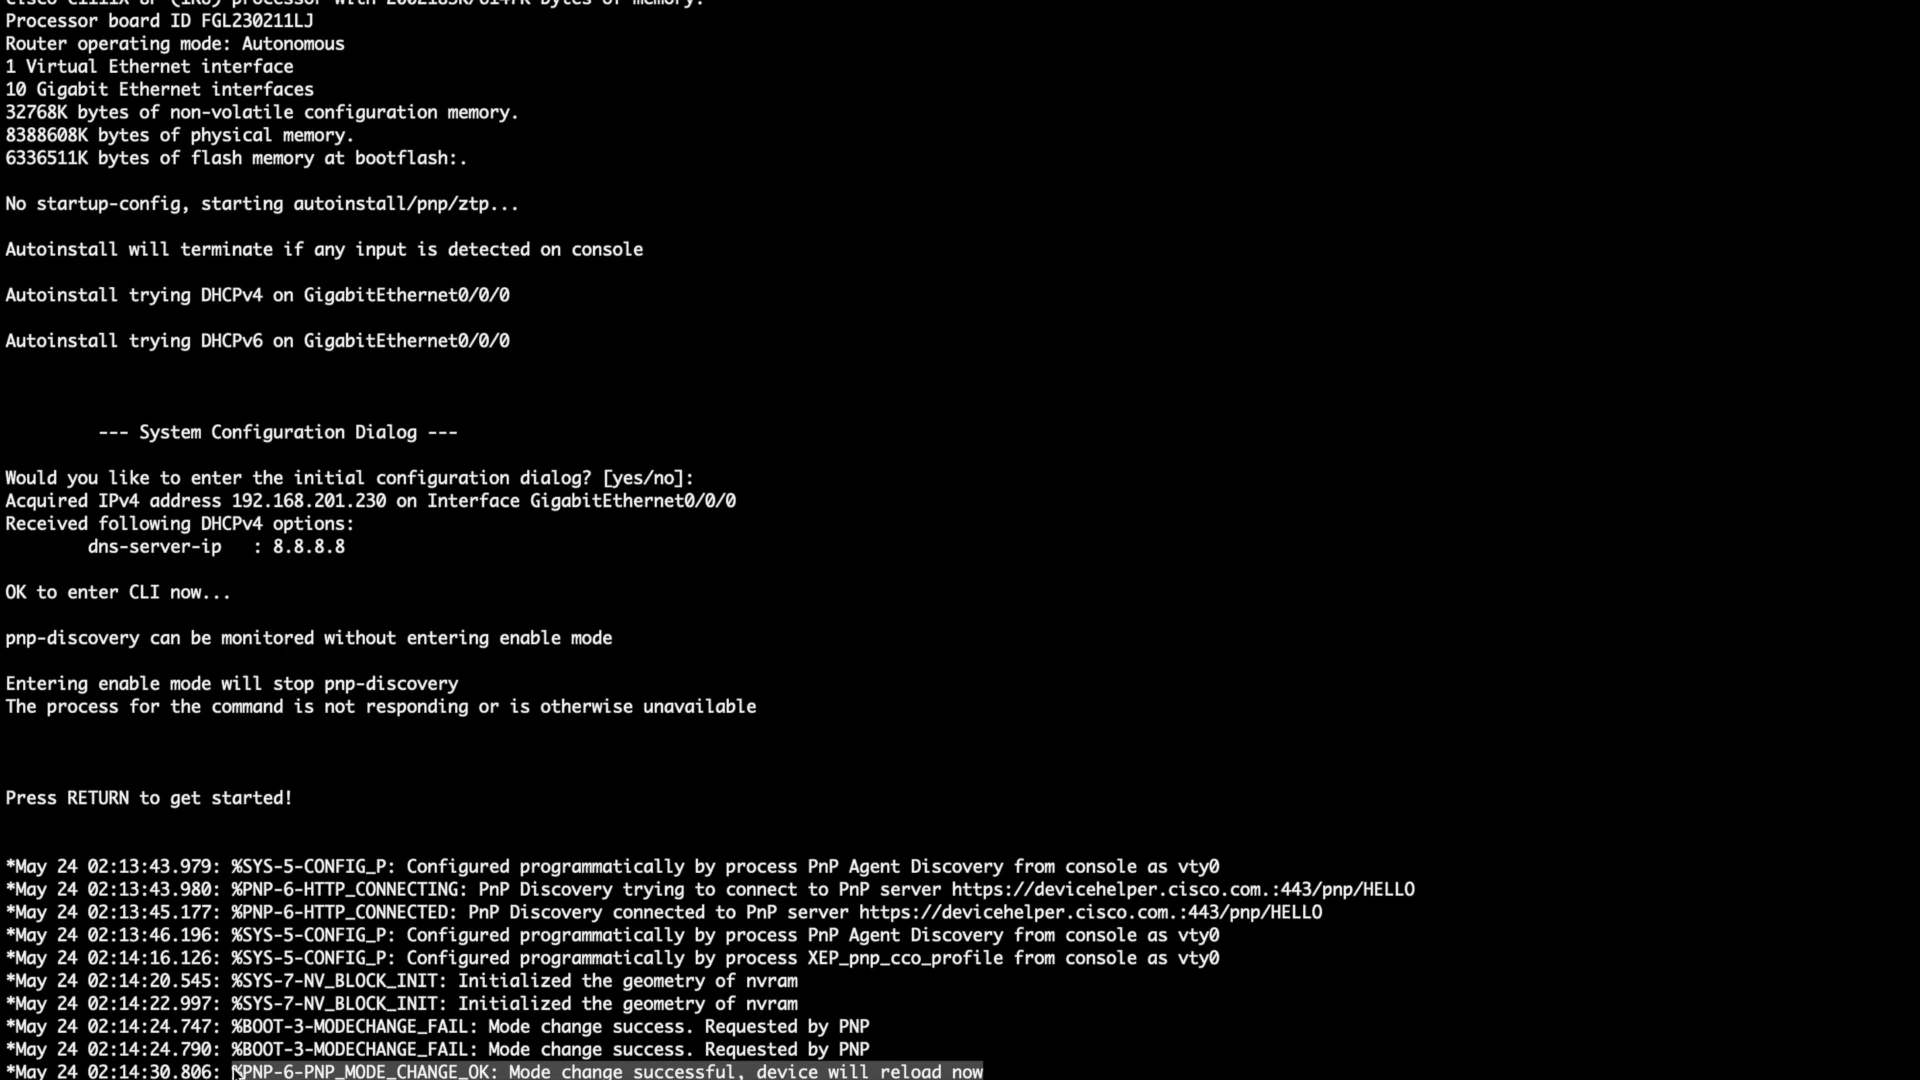 Processor board ID FGL230211LJ
Router operating mode: Autonomous
1 Virtual Ethernet interface
10 Gigabit Ethernet interfaces
32768K bytes of non-volatile configuration memory.
8388608K bytes of physical memory.
6336511K bytes of flash memory at bootflash:.
No startup-config, starting autoinstall/pnp/ztp...
Autoinstall will terminate if any input is detected on console
Autoinstall trying DHCPv4 on GigabitEthernet0/0/0
Autoinstall trying DHCPv6 on GigabitEthernet0/0/0
--- System Configuration Dialog ---
Would you like to enter the initial configuration dialog? [yes/no]:
Acquired IPv4 address 192.168.201.230 on Interface GigabitEthernet0/0/0
Received following DHCPv4 options:
dns-server-ip : 8.8.8.8
OK to enter CLI now...
pnp-discovery can be monitored without entering enable mode
Entering enable mode will stop pnp-discovery
The process for the command is not responding or is otherwise unavailable
Press RETURN to get started!
*May 24 02:13:43.979: %SYS-5-CONFIG_P: Configured programmatically by process PnP Agent Discovery from console as vty0
*May 24 02:13:43.980: %PNP-6-HTTP_CONNECTING: PnP Discovery trying to connect to PnP server https://devicehelper.cisco.com.:443/pnp/HELLO
*May 24 02:13:45.177: %PNP-6-HTTP_CONNECTED: PnP Discovery connected to PnP server https://devicehelper.cisco.com.:443/pnp/HELLO
*May 24 02:13:46.196: %SYS-5-CONFIG_P: Configured programmatically by process PnP Agent Discovery from console as vty0
*May 24 02:14:16.126: %SYS-5-CONFIG_P: Configured programmatically by process XEP_pnp_cco_profile from console as vty0
*May 24 02:14:20.545: %SYS-7-NV_BLOCK_INIT: Initialized the geometry of nvram
*May 24 02:14:22.997: %SYS-7-NV_BLOCK_INIT: Initialized the geometry of nvram
*May 24 02:14:24.747: %BOOT-3-MODECHANGE_FAIL: Mode change success. Requested by PNP
*May 24 02:14:24.790: %BOOT-3-MODECHANGE_FAIL: Mode change success. Requested by PNP
*May 24 02:14:30.806: %PNP-6-PNP_MODE_CHANGE_OK: Mode change successful, device will reload now